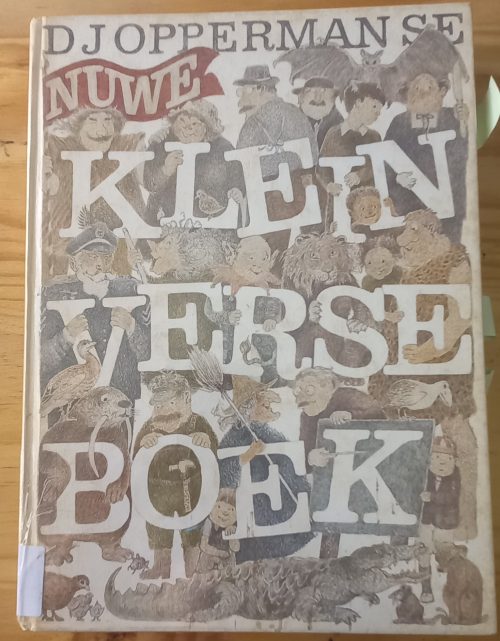 D J OPPERMAN SE
NUWE
KLEIN
VERSE
BOEK